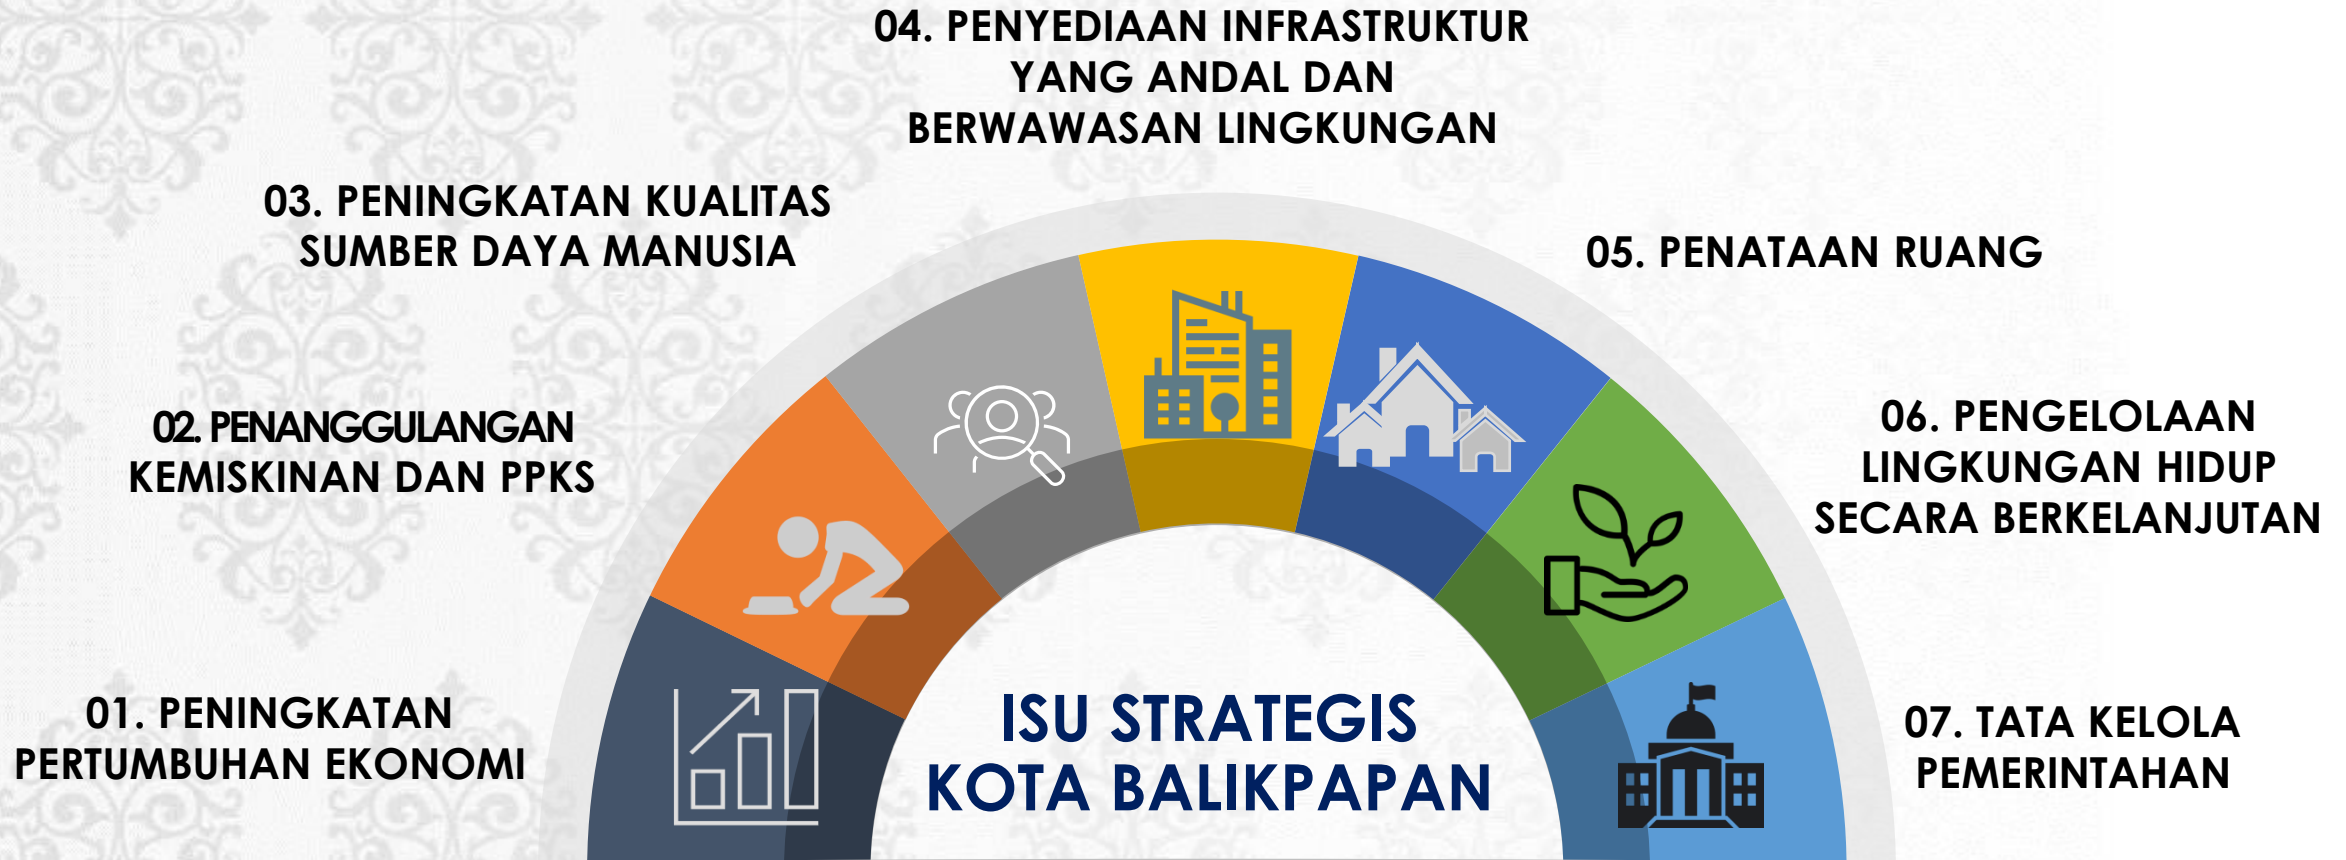 04. PENYEDIAAN INFRASTRUKTUR
YANG ANDAL DAN
BERWAWASAN LINGKUNGAN
03. PENINGKATAN KUALITAS
SUMBER DAYA MANUSIA
05. PENATAAN RUANG
02. PENANGGULANGAN
KEMISKINAN DAN PPKS
06. PENGELOLAAN
LINGKUNGAN HIDUP
SECARA BERKELANJUTAN
01. PENINGKATAN
PERTUMBUHAN EKONOMI
ISU STRATEGIS
KOTA BALIKPAPAN
07. TATA KELOLA
PEMERINTAHAN